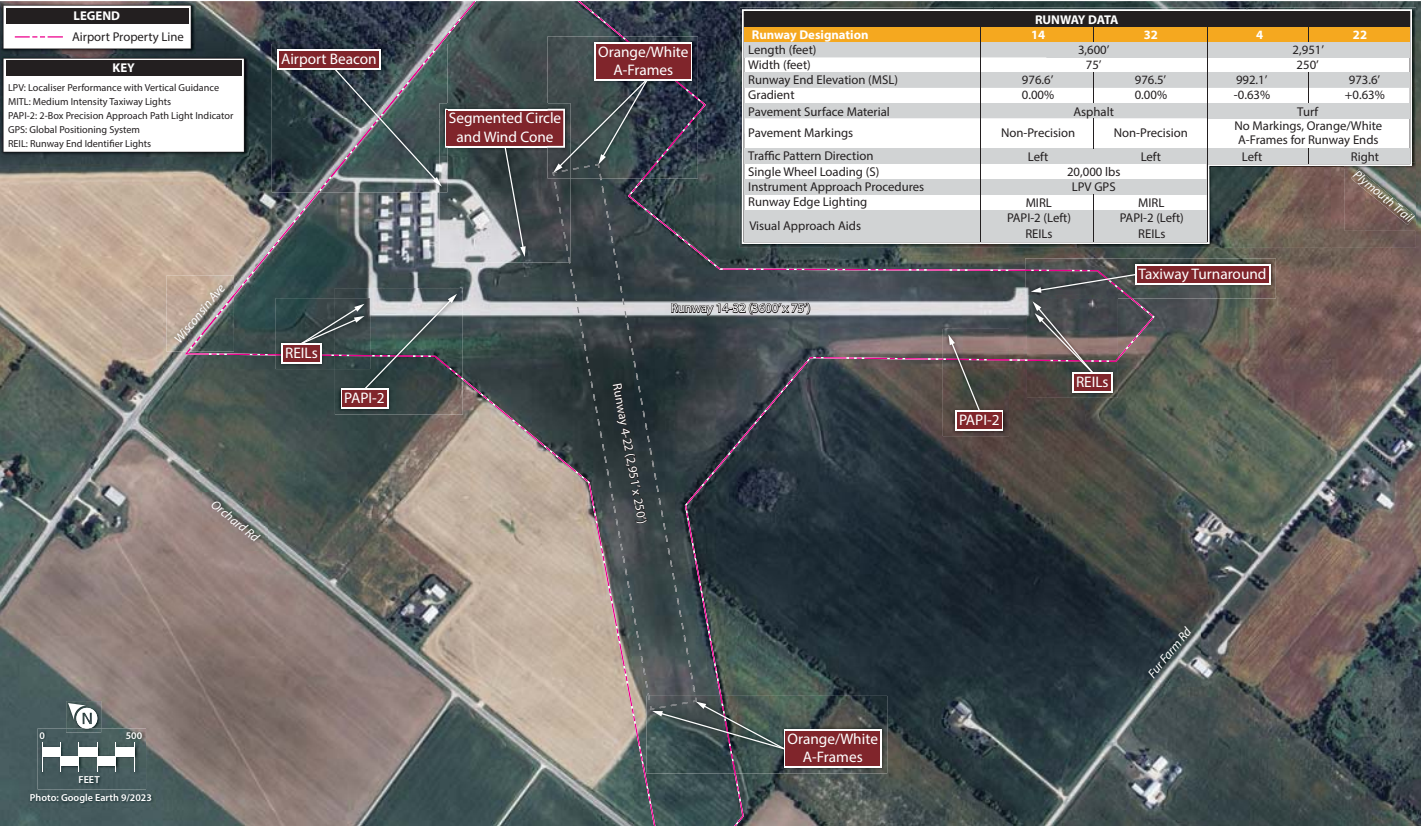 LEGEND
Airport Property Line
KEY
LPV: Localiser Performance with Vertical Guidance
MITL: Medium Intensity Taxiway Lights
PAPI-2: 2-Box Precision Approach Path Light Indicator
GPS: Global Positioning System
REIL: Runway End Identifier Lights
RUNWAY DATA
Runway Designation 14 32 4 22
Length (feet) 3,600’ 2,951’
Width (feet) 75’ 250’
Runway End Elevation (MSL) 976.6’ 976.5’ 992.1’ 973.6’
Gradient 0.00% 0.00% -0.63% +0.63%
Pavement Surface Material Asphalt Turf
Pavement Markings Non-Precision Non-Precision No Markings, Orange/White
A-Frames for Runway Ends
Traffic Pattern Direction Left Left Left Right
Single Wheel Loading (S) 20,000 lbs
Instrument Approach Procedures LPV GPS
Runway Edge Lighting MIRL MIRL
Visual Approach Aids PAPI-2 (Left) PAPI-2 (Left)
REILs REILs
Airport Beacon
Orange/White
A-Frames
Segmented Circle
and Wind Cone
Plymouth Trail
Taxiway Turnaround
Wisconsin Ave
Runway 14-32 (3600’ x 75’)
REILs
PAPI-2
REILs
PAPI-2
Runway 4-22 (2,951’ x 250’)
Orchard Rd
Fur Farm Rd
Orange/White
A-Frames
N
0 500
FEET
Photo: Google Earth 9/2023